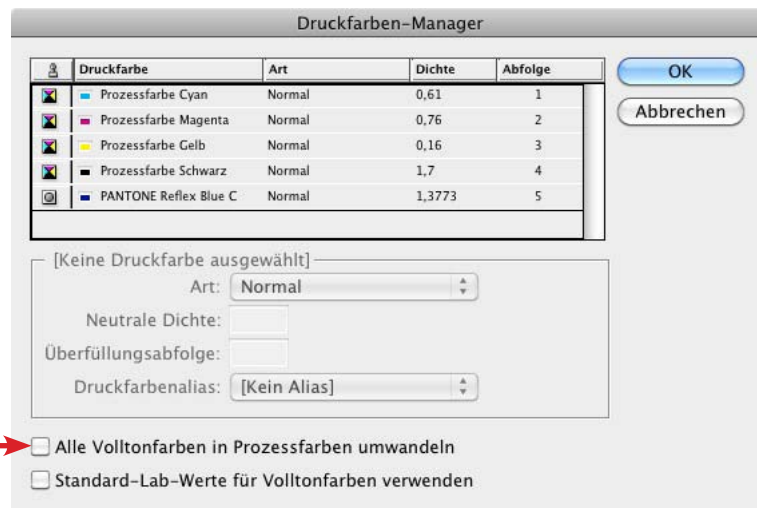 Druckfarben-Manager
Druckfarbe Art Dichte Abfolge
Prozessfarbe Cyan Normal 0,61 1
Prozessfarbe Magenta Normal 0,76 2
Prozessfarbe Gelb Normal 0,16 3
Prozessfarbe Schwarz Normal 1,7 4
PANTONE Reflex Blue C Normal 1,3773 5
OK
Abbrechen
[Keine Druckfarbe ausgewählt]
Art: Normal
Neutrale Dichte:
Überfüllungsabfolge:
Druckfarbenalias: [Kein Alias]
Alle Volltonfarben in Prozessfarben umwandeln
Standard-Lab-Werte für Volltonfarben verwenden